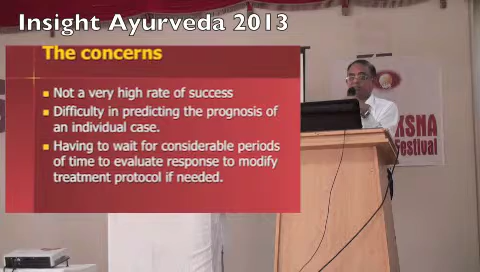 Insight Ayurveda 2013
The concerns
Not a very high rate of success
Difficulty in predicting the prognosis of
an individual case.
Having to wait for considerable periods
of time to evaluate response to modify
treatment protocol if needed.
KSNA
Festival